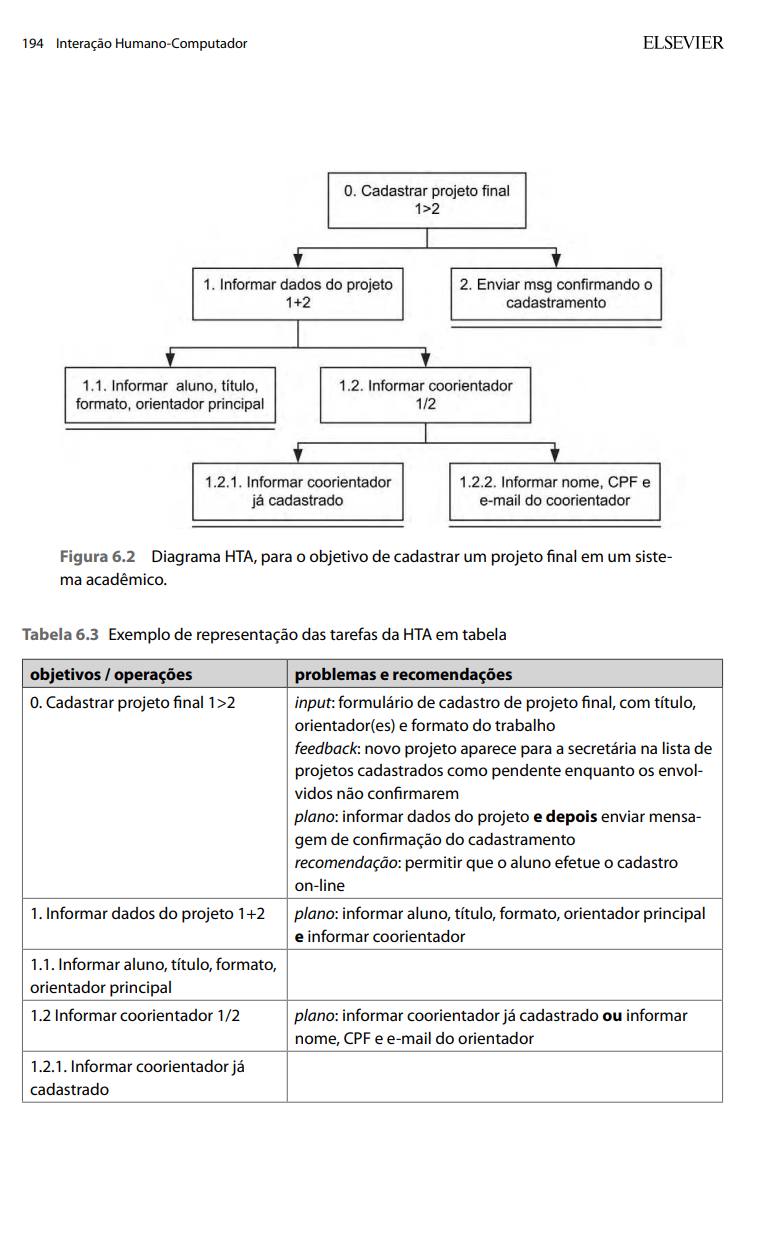 194 Interação Humano-Computador
ELSEVIER
0. Cadastrar projeto final
1>2
1. Informar dados do projeto
1+2
2. Enviar msg confirmando o
cadastramento
1.1. Informar aluno, título,
formato, orientador principal
1.2. Informar coorientador
1/2
1.2.1. Informar coorientador
já cadastrado
1.2.2. Informar nome, CPF e
e-mail do coorientador
Figura 6.2 Diagrama HTA, para o objetivo de cadastrar um projeto final em um siste-
ma acadêmico.
Tabela 6.3 Exemplo de representação das tarefas da HTA em tabela
objetivos / operações
problemas e recomendações
0. Cadastrar projeto final 1>2
input: formulário de cadastro de projeto final, com título,
orientador(es) e formato do trabalho
feedback: novo projeto aparece para a secretária na lista de
projetos cadastrados como pendente enquanto os envol-
vidos não confirmarem
plano: informar dados do projeto e depois enviar mensa-
gem de confirmação do cadastramento
recomendação: permitir que o aluno efetue o cadastro
on-line
1. Informar dados do projeto 1+2
plano: informar aluno, título, formato, orientador principal
e informar coorientador
1.1. Informar aluno, título, formato,
orientador principal
1.2 Informar coorientador 1/2
plano: informar coorientador já cadastrado ou informar
nome, CPF e e-mail do orientador
1.2.1. Informar coorientador já
cadastrado